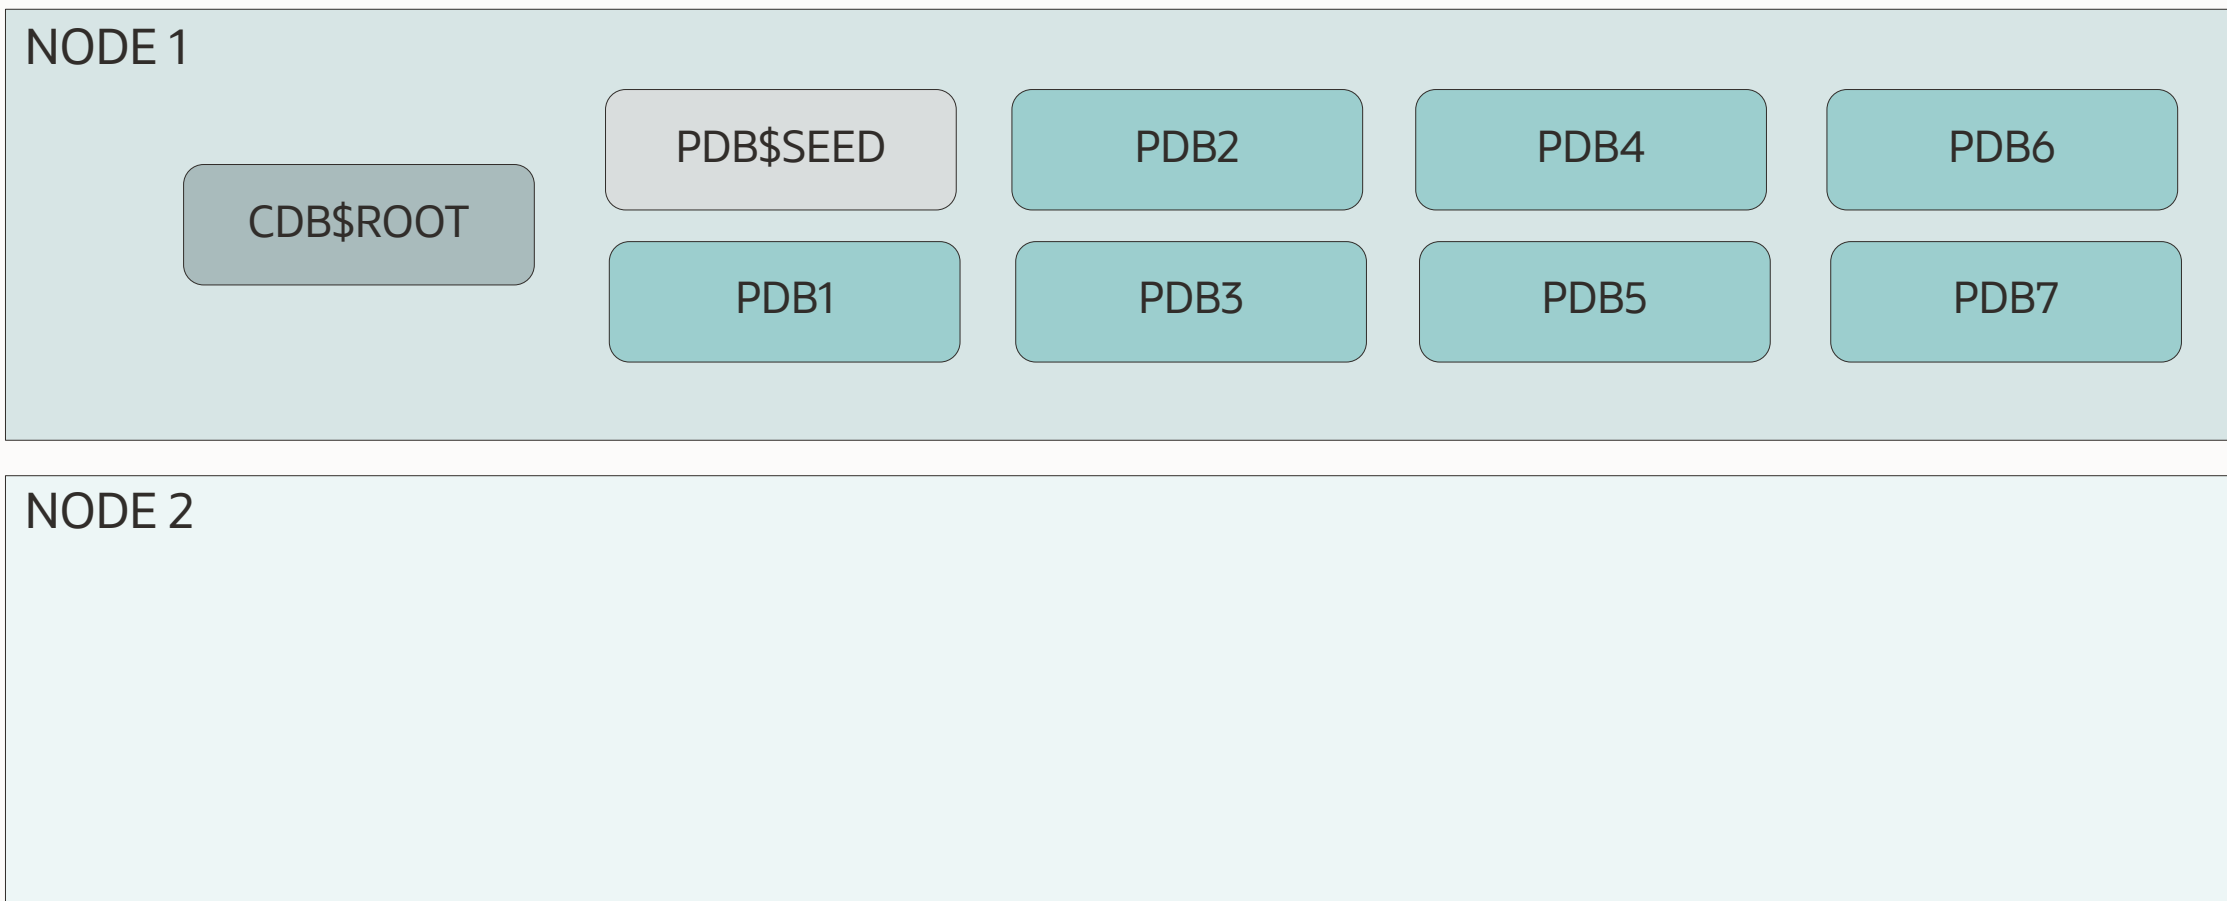 NODE 1
PDB$SEED
PDB2
PDB4
PDB6
CDB$ROOT
PDB1
PDB3
PDB5
PDB7
NODE 2